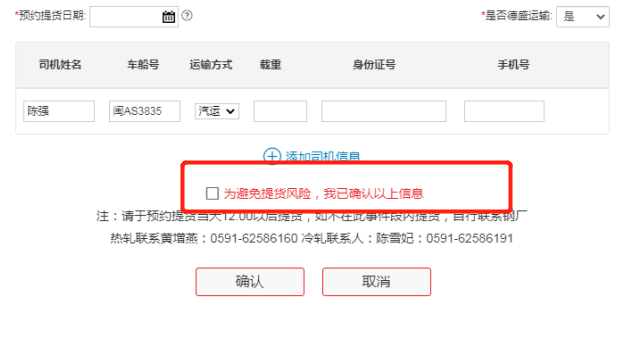 *预约提货日期: *是否德盛运输: 是
司机姓名 车船号 运输方式 载重 身份证号 手机号
陈强 闽AS3835 汽运
添加司机信息
为避免提货风险，我已确认以上信息
注：请于预约提货当天12:00以后提货，如不在此事件段内提货，自行联系钢厂
热轧联系黄增燕：0591-62586160 冷轧联系人：陈雪妃：0591-62586191
确认 取消